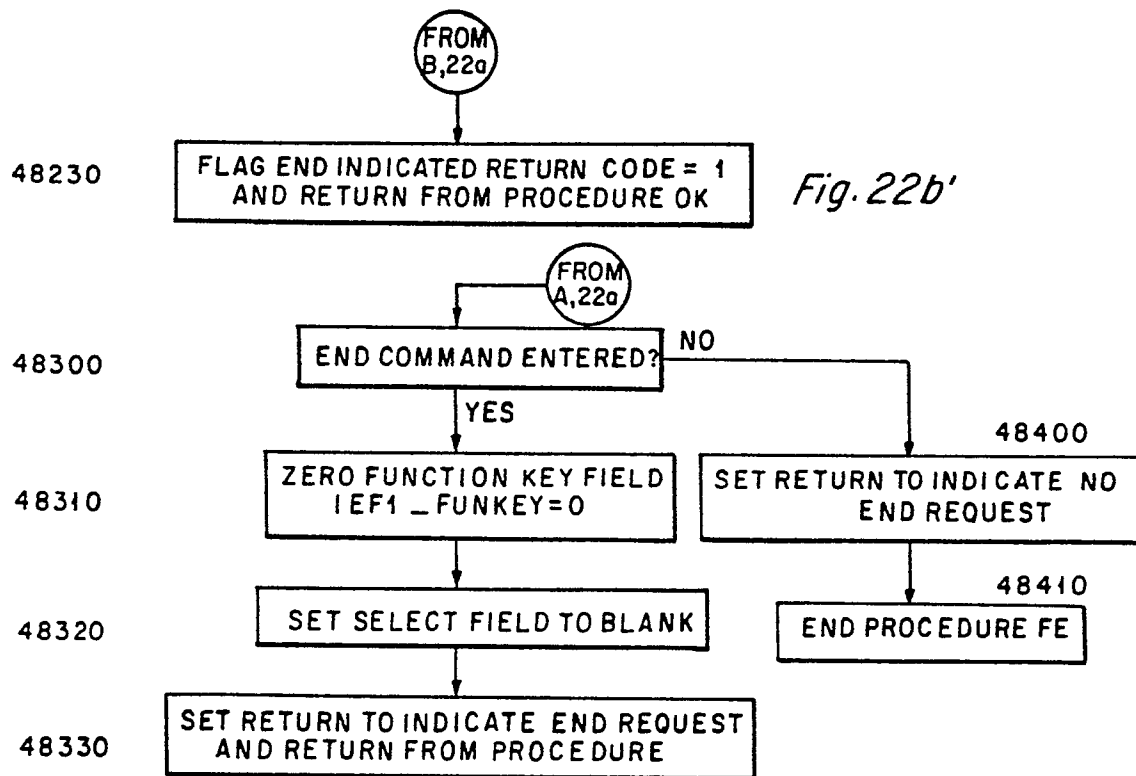 FROM
B,22a
48230
FLAG END INDICATED RETURN CODE = 1
AND RETURN FROM PROCEDURE OK
Fig. 22b'
FROM
A,22a
48300
END COMMAND ENTERED?
NO
YES
48400
48310
ZERO FUNCTION KEY FIELD
IEF1_FUNKEY=0
SET RETURN TO INDICATE NO
END REQUEST
48410
48320
SET SELECT FIELD TO BLANK
END PROCEDURE FE
48330
SET RETURN TO INDICATE END REQUEST
AND RETURN FROM PROCEDURE